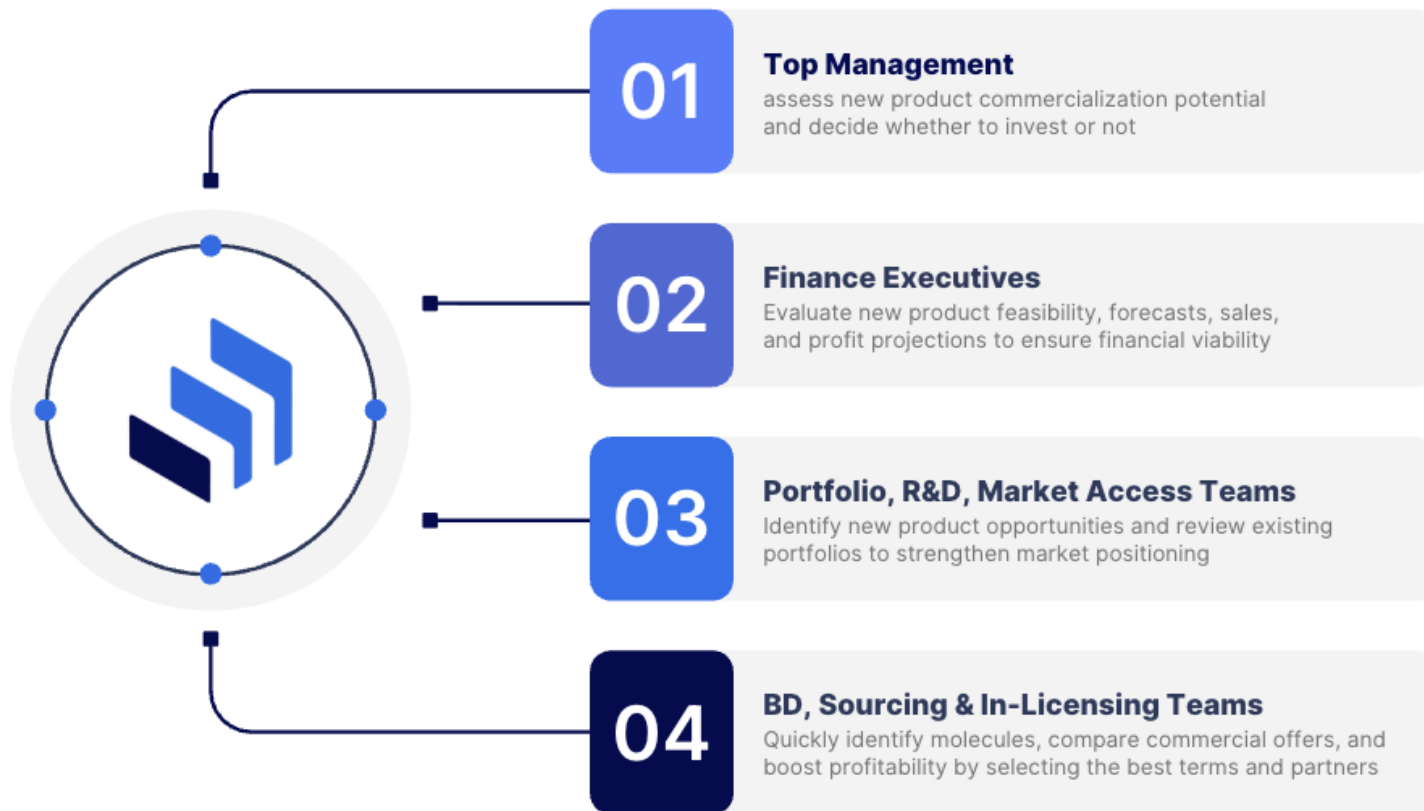 01
Top Management
assess new product commercialization potential
and decide whether to invest or not
02
Finance Executives
Evaluate new product feasibility, forecasts, sales,
and profit projections to ensure financial viability
03
Portfolio, R&D, Market Access Teams
Identify new product opportunities and review existing
portfolios to strengthen market positioning
04
BD, Sourcing & In-Licensing Teams
Quickly identify molecules, compare commercial offers, and
boost profitability by selecting the best terms and partners